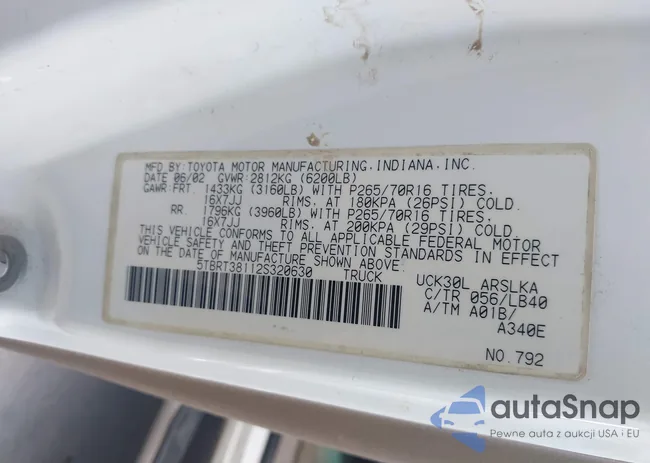 MFD.BY:TOYOTA MOTOR MANUFACTURING,INDIANA,INC.
DATE 06/02 GVWR:2812KG (6200LB)
GAWR:FRT. 1433KG (3160LB) WITH P265/70R16 TIRES.
16X7JJ RIMS. AT 180KPA (26PSI) COLD.
RR. 1796KG (3960LB) WITH P265/70R16 TIRES.
16X7JJ RIMS. AT 200KPA (29PSI) COLD.
THIS VEHICLE CONFORMS TO ALL APPLICABLE FEDERAL MOTOR
VEHICLE SAFETY AND THEFT PREVENTION STANDARDS IN EFFECT
ON THE DATE OF MANUFACTURE SHOWN ABOVE.
5TBRT38112S320630 TRUCK
UCK30L ARSLKA
C/TR 056/LB40
A/TM A01B/
A340E
NO.792
autoSnap
Pewne auta z aukcji USA i EU